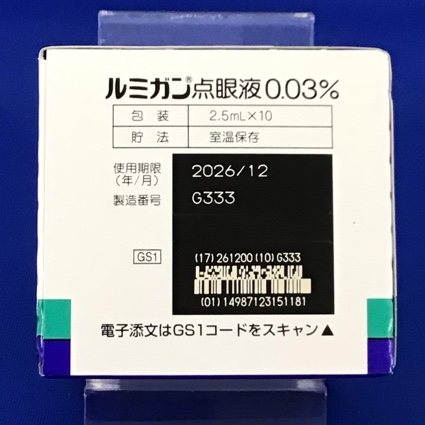 ルミガン®点眼液0.03%
包装 2.5mL×10
貯法 室温保存
使用期限 2026/12
(年/月)
製造番号 G333
GS1 (17)261200(10)G333
(01)14987123151181
電子添文はGS1コードをスキャン▲